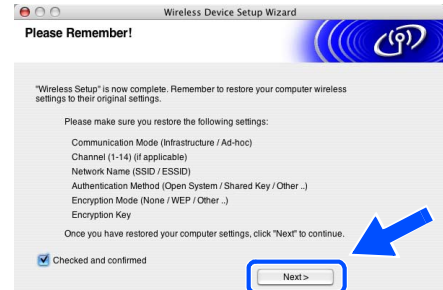 Wireless Device Setup Wizard
Please Remember!
"Wireless Setup" is now complete. Remember to restore your computer wireless
settings to their original settings.
Please make sure you restore the following settings:
Communication Mode (Infrastructure / Ad-hoc)
Channel (1-14) (if applicable)
Network Name (SSID / ESSID)
Authentication Method (Open System / Shared Key / Other ..)
Encryption Mode (None / WEP / Other ..)
Encryption Key
Once you have restored your computer settings, click "Next" to continue.
Checked and confirmed
Next >